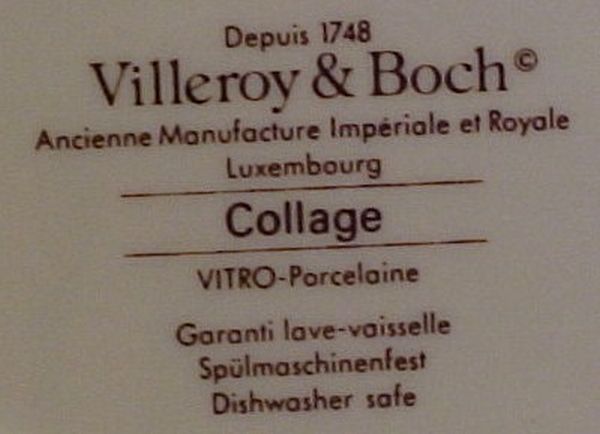 Depuis 1748
Villeroy & Boch©
Ancienne Manufacture Impériale et Royale
Luxembourg
Collage
VITRO-Porcelaine
Garanti lave-vaisselle
Spülmaschinenfest
Dishwasher safe